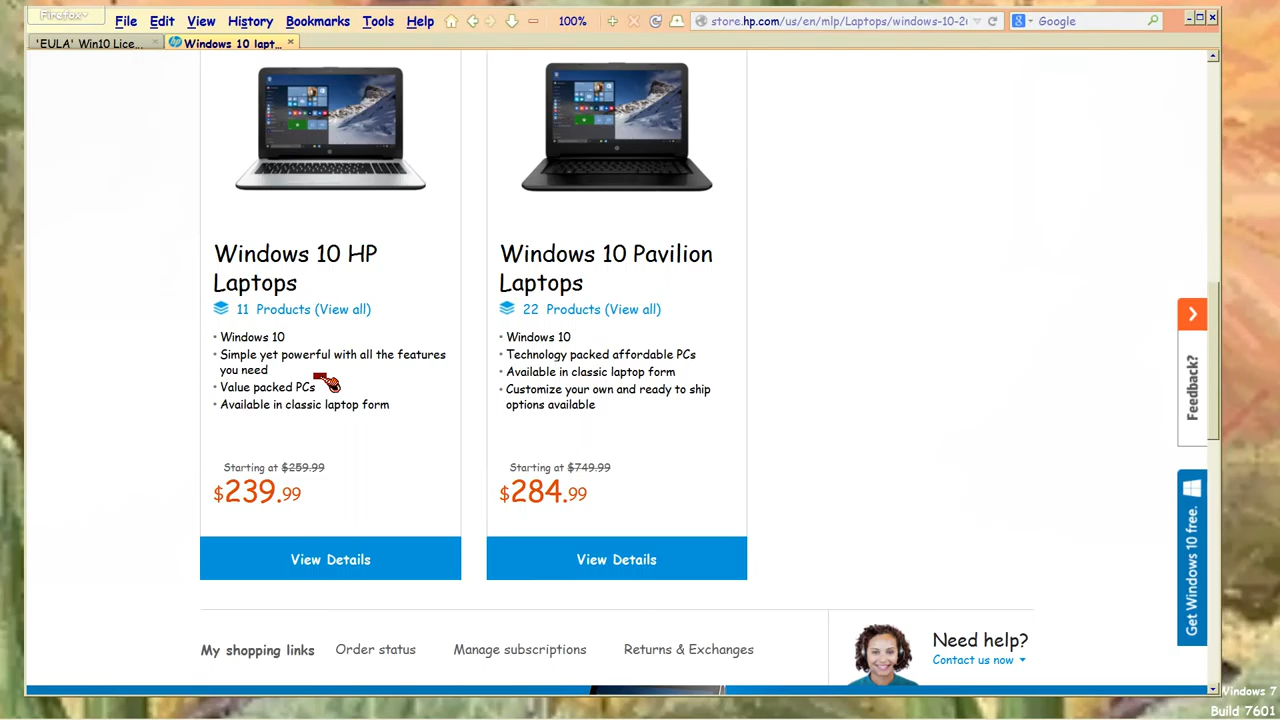 Firefox
File Edit View History Bookmarks Tools Help 100% store.hp.com/us/en/mlp/Laptops/windows-10-2 Google
'EULA' Win10 Lice... Windows 10 lapt...
Windows 10 HP
Laptops
11 Products (View all)
• Windows 10
• Simple yet powerful with all the features
you need
• Value packed PCs
• Available in classic laptop form
Starting at $259.99
$239.99
View Details
Windows 10 Pavilion
Laptops
22 Products (View all)
• Windows 10
• Technology packed affordable PCs
• Available in classic laptop form
• Customize your own and ready to ship
options available
Starting at $749.99
$284.99
View Details
Feedback?
Get Windows 10 free.
My shopping links Order status Manage subscriptions Returns & Exchanges
Need help?
Contact us now
Windows 7
Build 7601